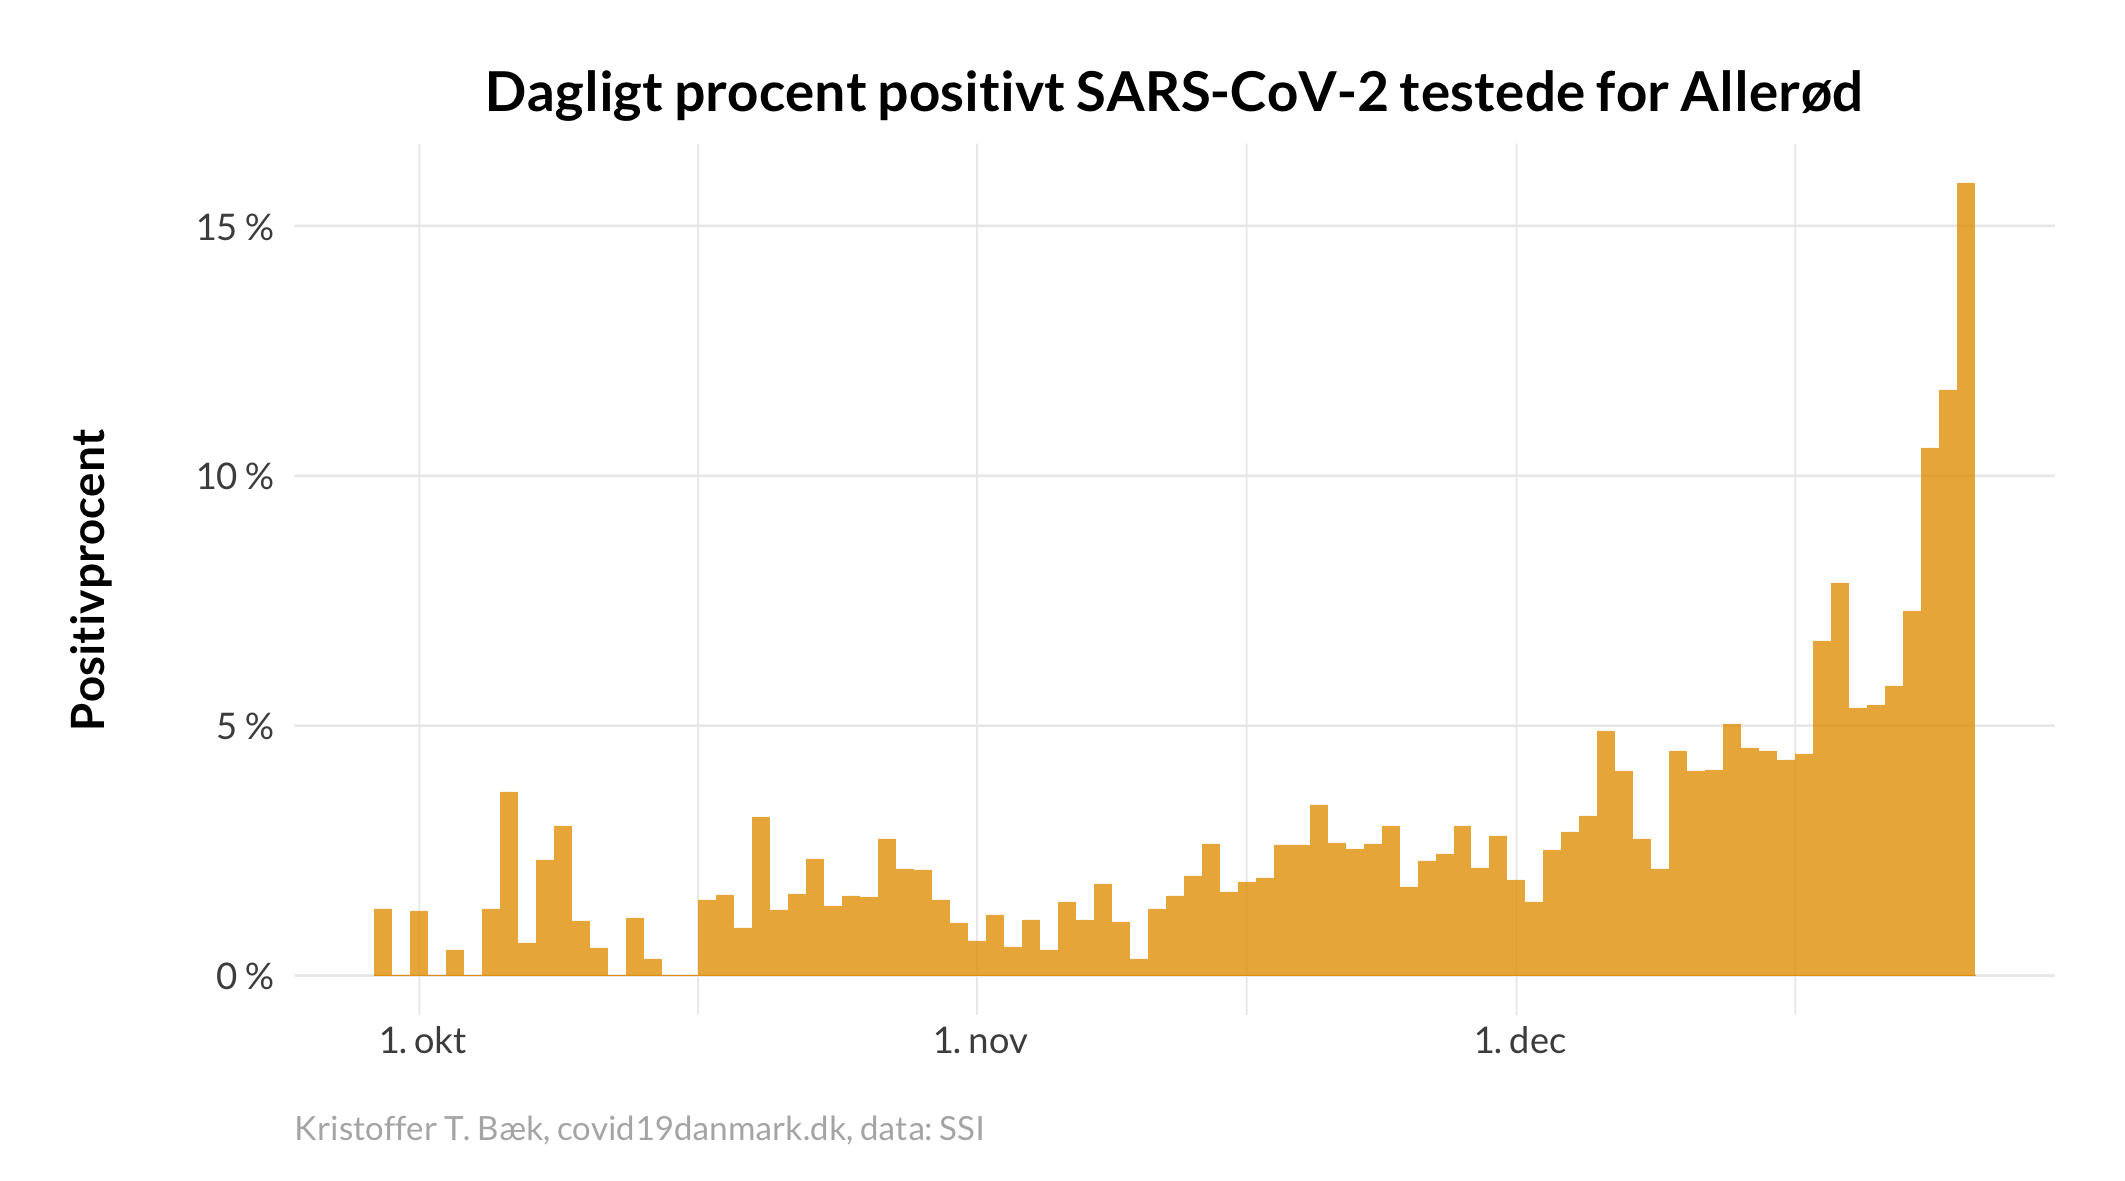 Dagligt procent positivt SARS-CoV-2 testede for Allerød
Positivprocent
15 %
10 %
5 %
0 %
1. okt
1. nov
1. dec
Kristoffer T. Bæk, covid19danmark.dk, data: SSI